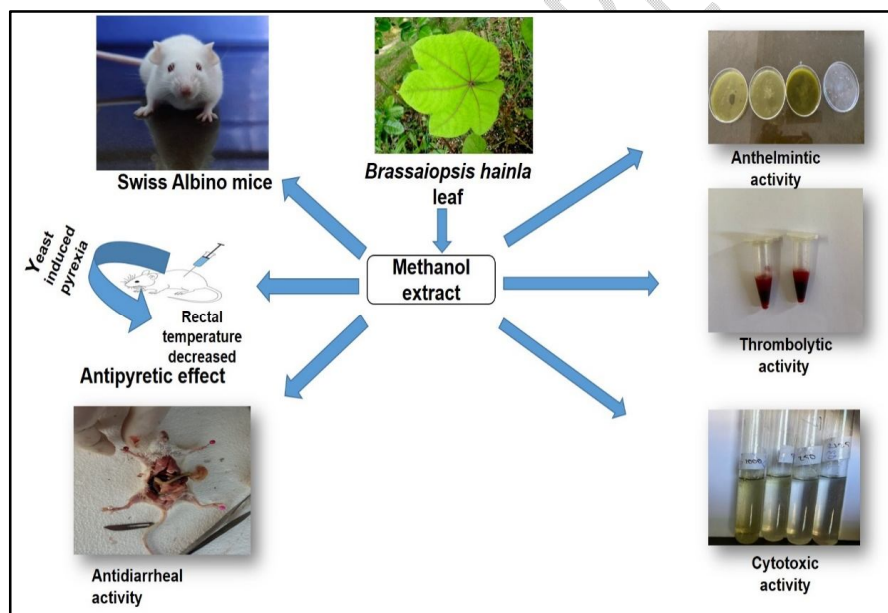 Swiss Albino mice
Brassaiopsis hainla
leaf
Anthelmintic
activity
Yeast
induced
pyrexia
Methanol
extract
Rectal
temperature
decreased
Antipyretic effect
Thrombolytic
activity
1000
Antidiarrheal
activity
Cytotoxic
activity